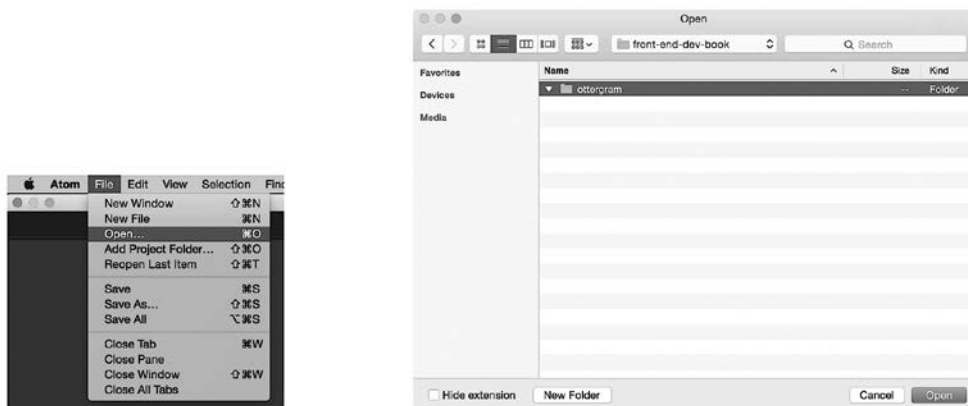 Atom File Edit View Selection Fin
New Window ⇧⌘N
New File ⌘N
Open... ⌘O
Add Project Folder... ⇧⌘O
Reopen Last Item ⇧⌘T
Save ⌘S
Save As... ⇧⌘S
Save All ⌥⌘S
Close Tab ⌘W
Close Pane
Close Window ⇧⌘W
Close All Tabs
Open
front-end-dev-book
Search
Favorites
Devices
Media
Name Size Kind
ottergram -- Folder
Hide extension New Folder Cancel Open